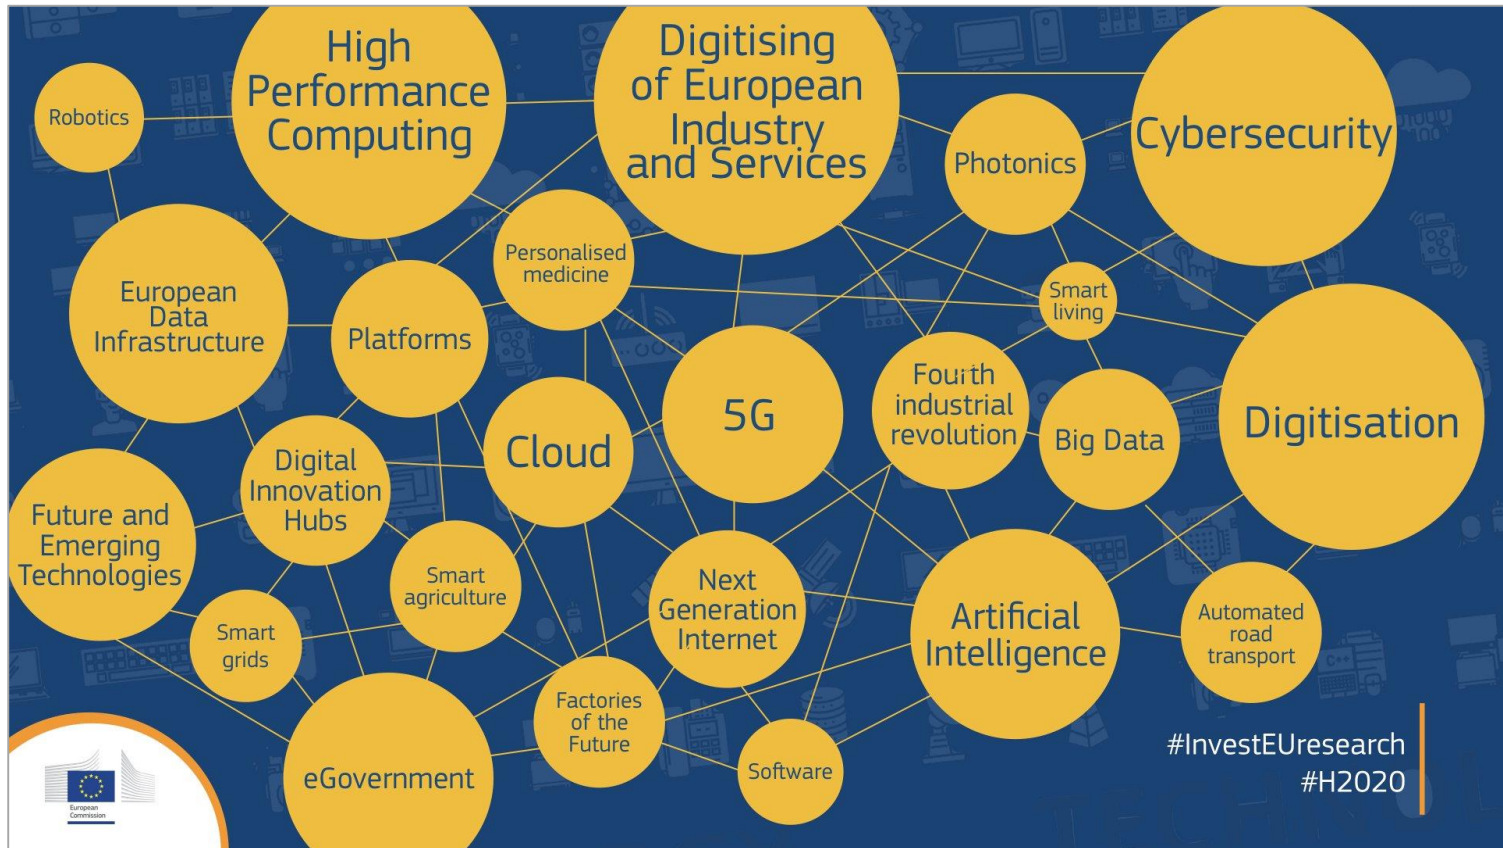 High
Performance
Computing
Digitising
of European
Industry
and Services
Robotics
Photonics
Cybersecurity
Personalised
medicine
European
Data
Infrastructure
Platforms
Smart
living
Cloud
5G
Fourth
industrial
revolution
Big Data
Digitisation
Digital
Innovation
Hubs
Future and
Emerging
Technologies
Smart
agriculture
Next
Generation
Internet
Artificial
Intelligence
Automated
road
transport
Smart
grids
Factories
of the
Future
eGovernment
Software
#InvestEUresearch
#H2020
European
Commission
C++